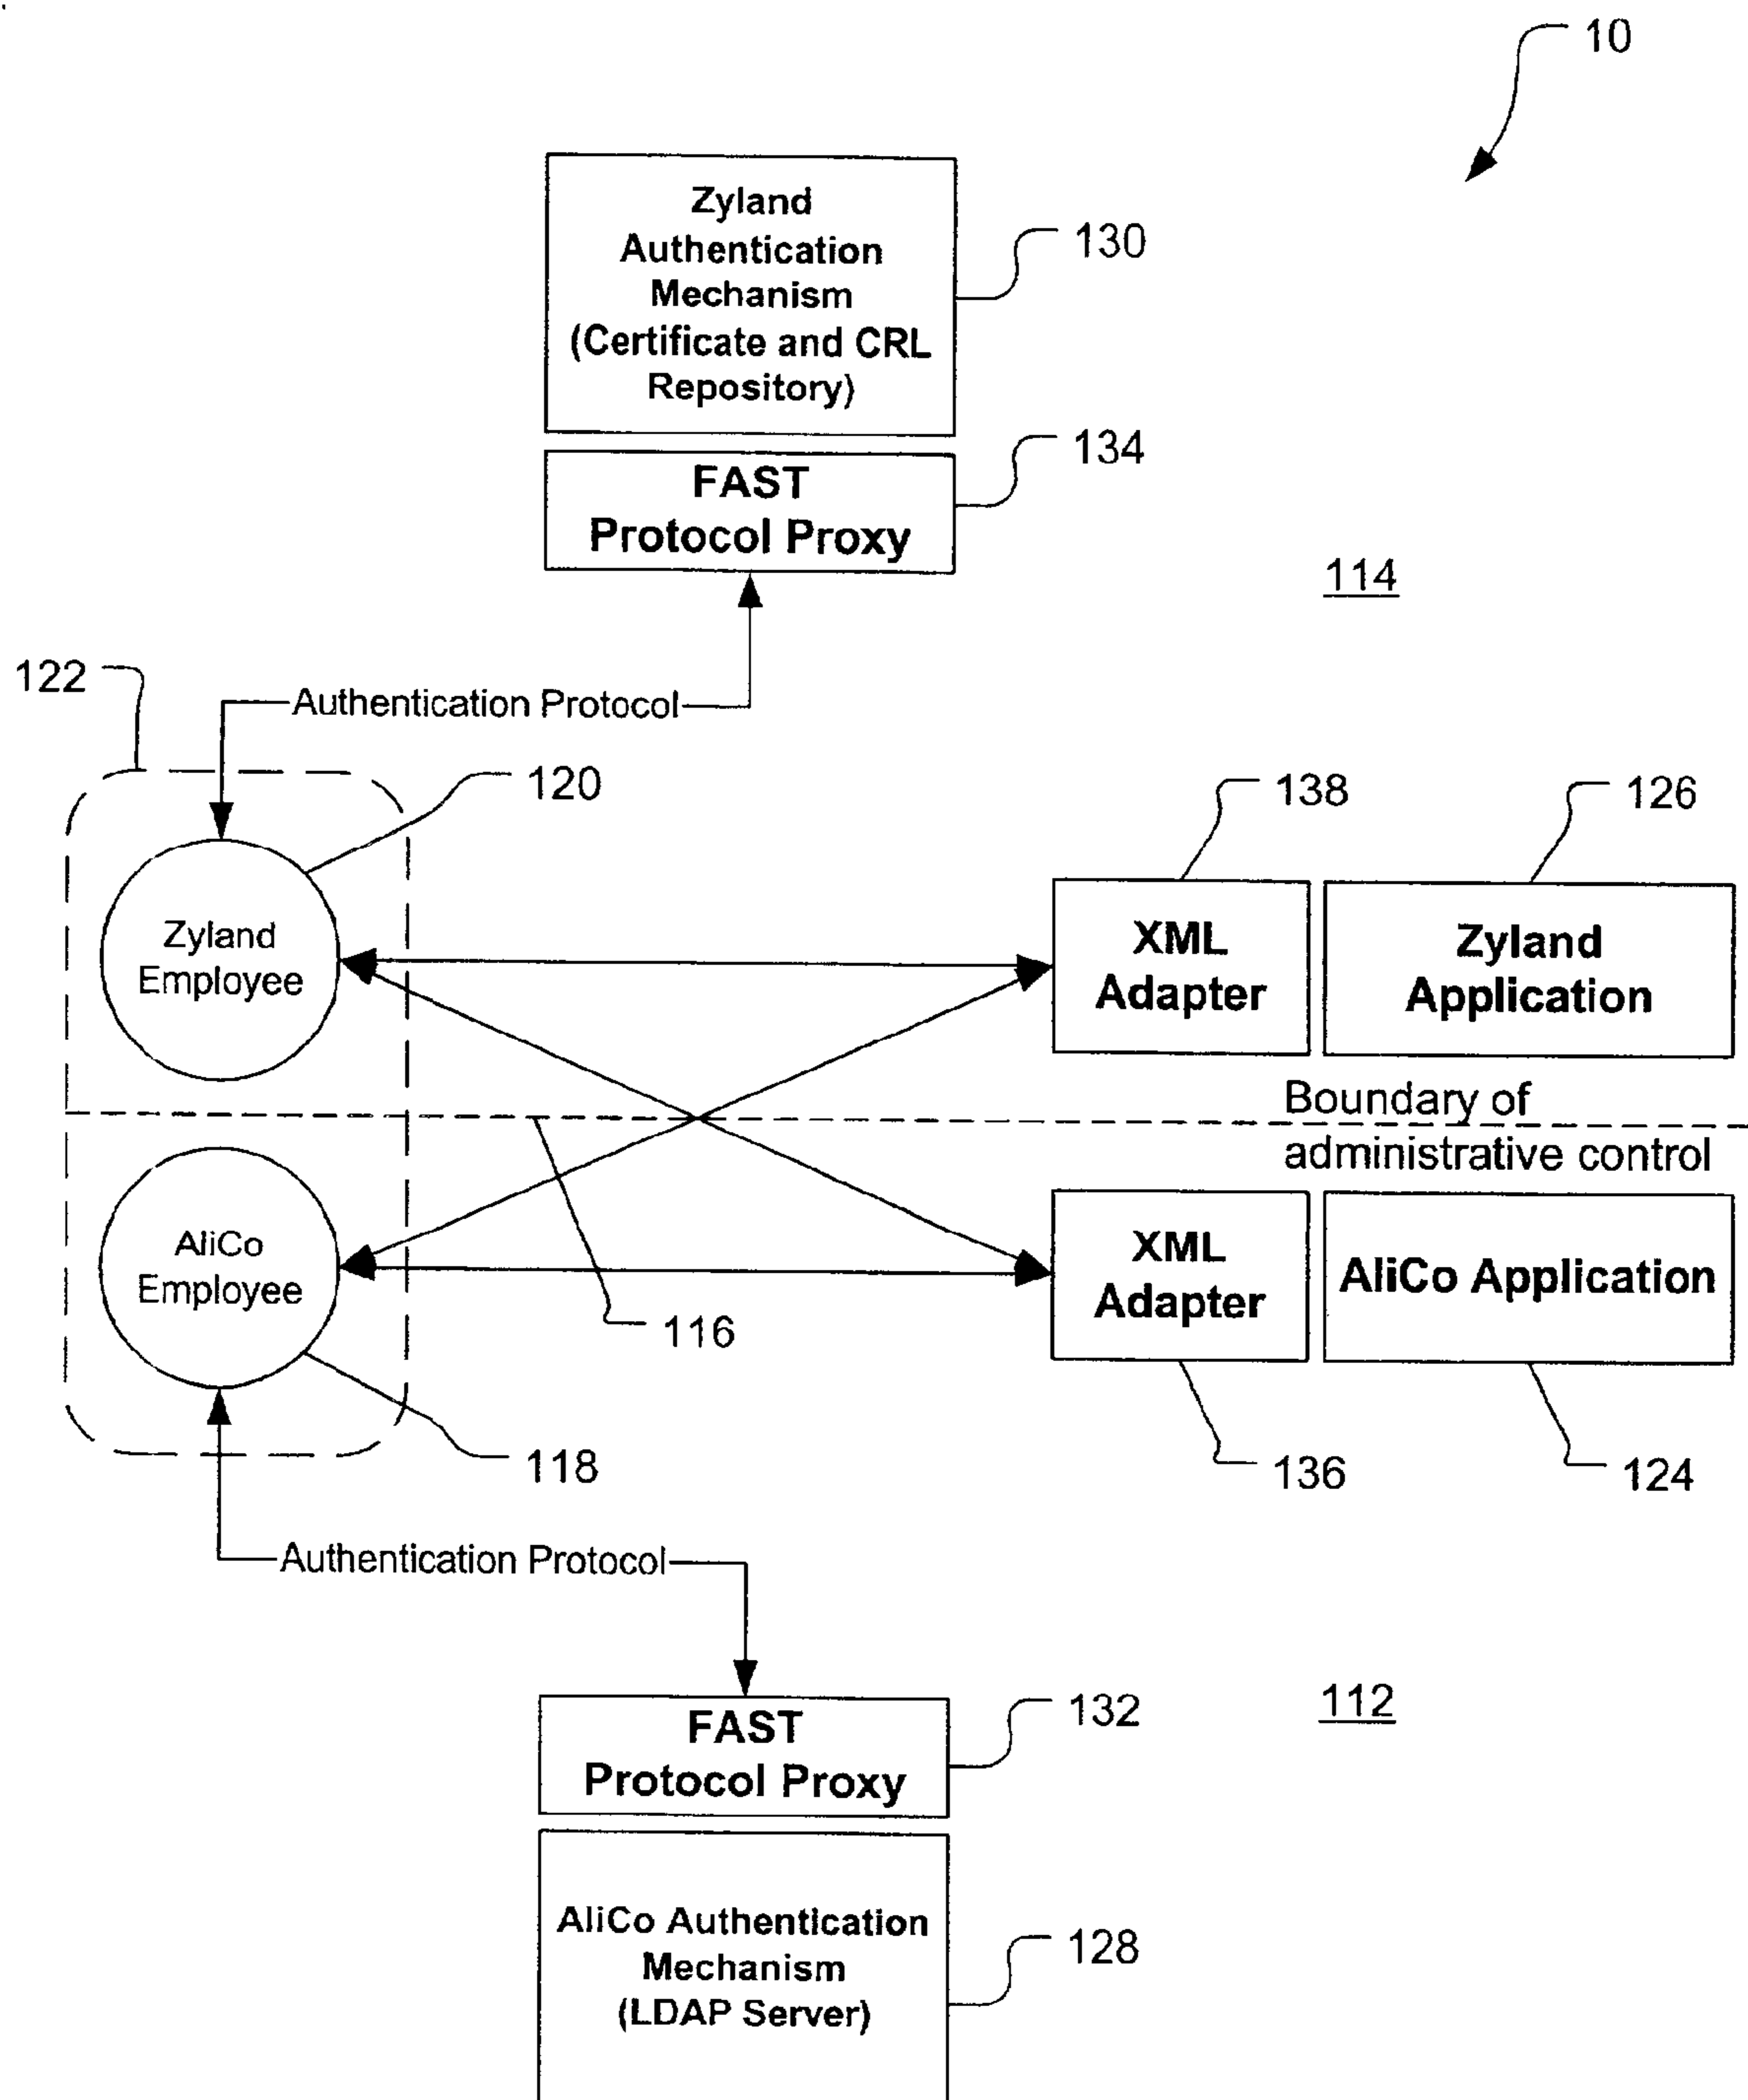 10
Zyland
Authentication
Mechanism
(Certificate and CRL
Repository)
130
FAST
Protocol Proxy
134
114
122
Authentication Protocol
120
138
126
Zyland
Employee
XML
Adapter
Zyland
Application
Boundary of
administrative control
AliCo
Employee
XML
Adapter
AliCo Application
116
118
136
124
Authentication Protocol
FAST
Protocol Proxy
132
112
AliCo Authentication
Mechanism
(LDAP Server)
128